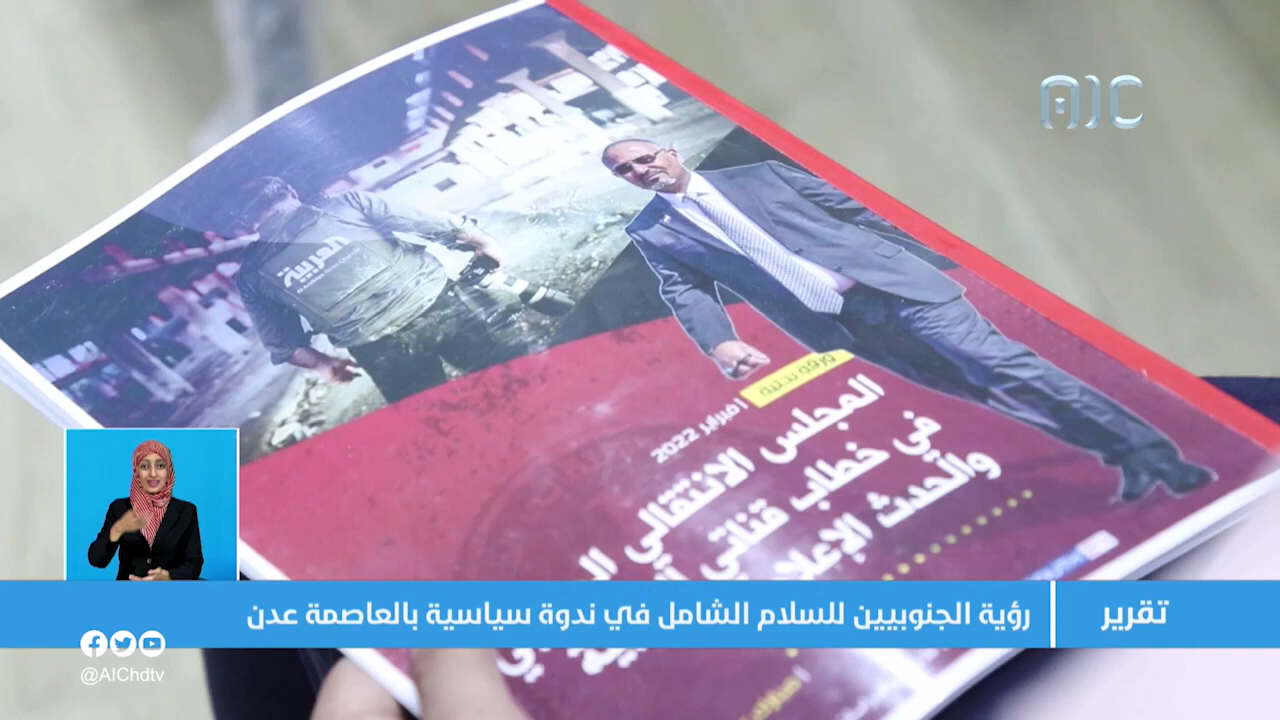 AIC
العربية
ورقة بحثية
| فبراير 2022
المجلس الانتقالي
في خطاب قناتي
والحدث
تقرير
رؤية الجنوبيين للسلام الشامل في ندوة سياسية بالعاصمة عدن
@AIChdtv